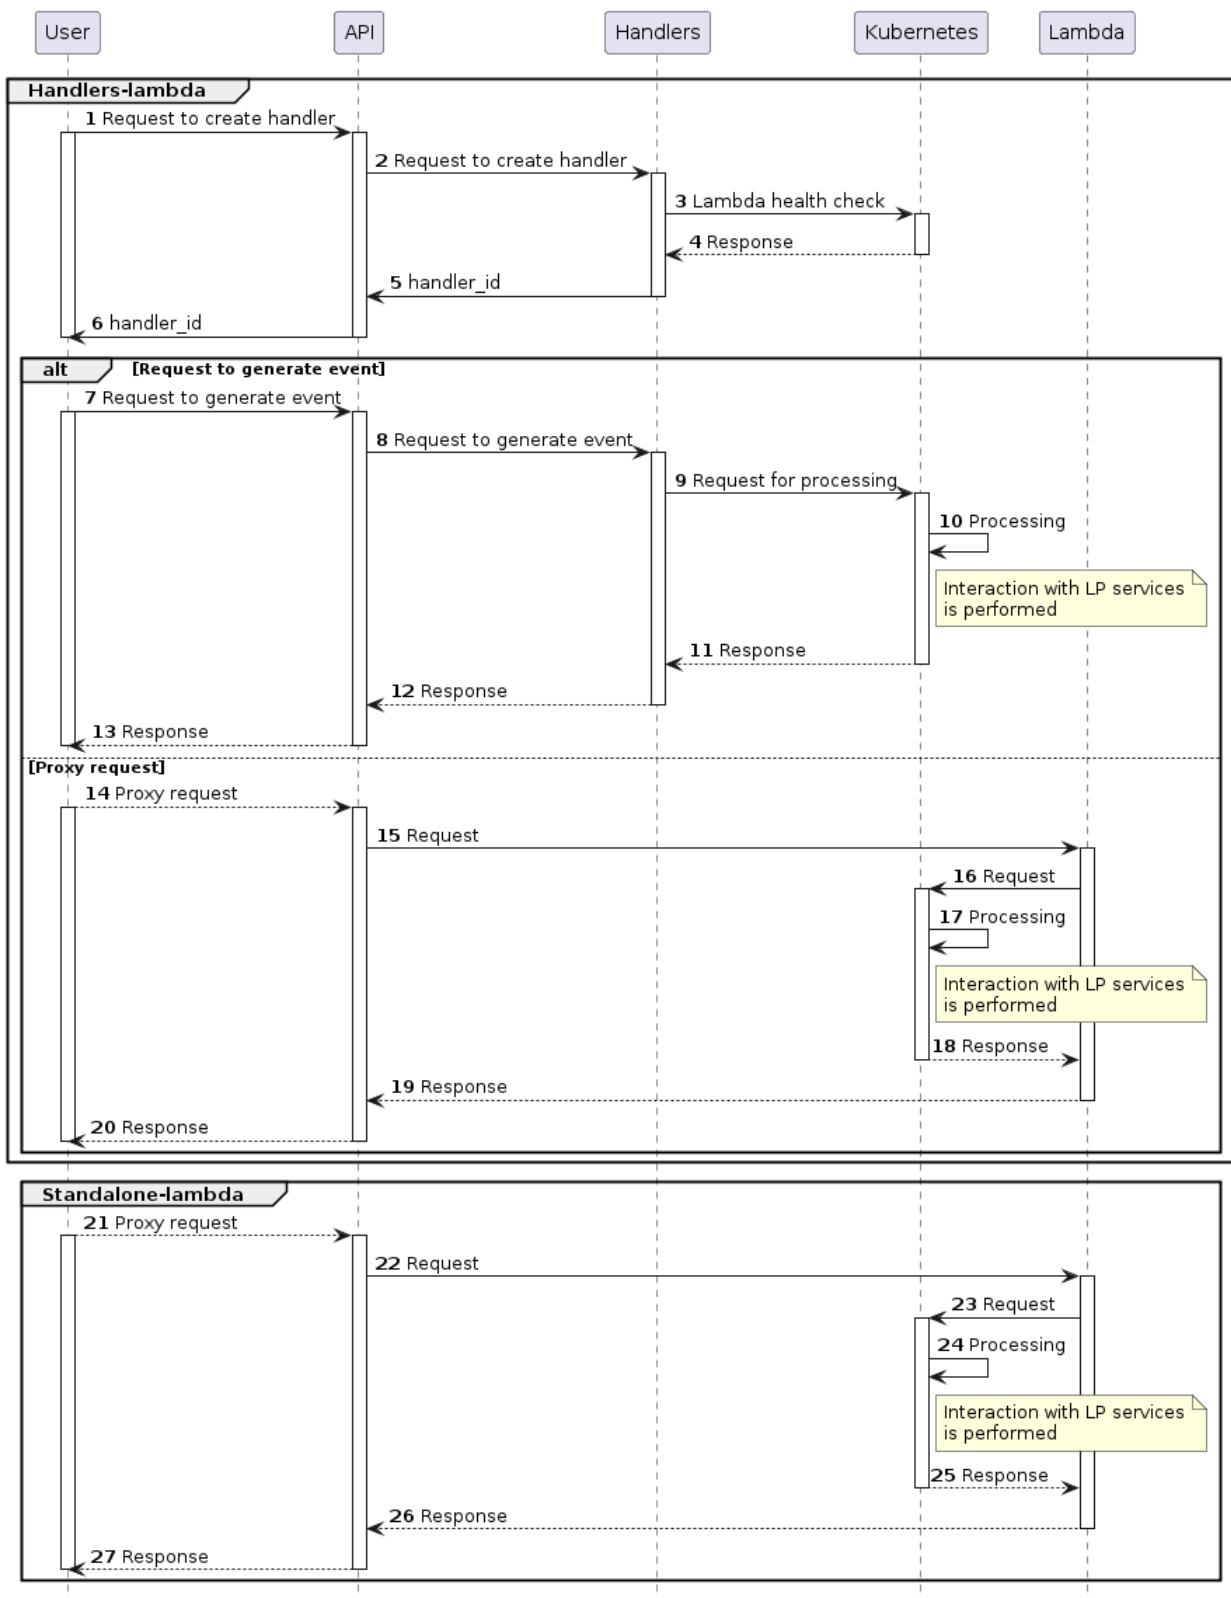 User
API
Handlers
Kubernetes
Lambda
Handlers-lambda
1 Request to create handler
2 Request to create handler
3 Lambda health check
4 Response
5 handler_id
6 handler_id
alt [Request to generate event]
7 Request to generate event
8 Request to generate event
9 Request for processing
10 Processing
Interaction with LP services
is performed
11 Response
12 Response
13 Response
[Proxy request]
14 Proxy request
15 Request
16 Request
17 Processing
Interaction with LP services
is performed
18 Response
19 Response
20 Response
Standalone-lambda
21 Proxy request
22 Request
23 Request
24 Processing
Interaction with LP services
is performed
25 Response
26 Response
27 Response